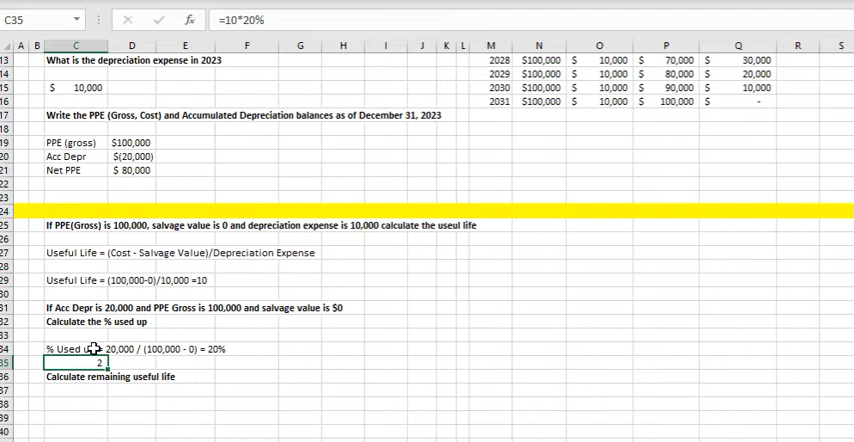 C35
fx
=10*20%
A B C D E F G H I J K L M N O P Q R S
13 What is the depreciation expense in 2023 2028 $100,000 $ 10,000 $ 70,000 $ 30,000
14 2029 $100,000 $ 10,000 $ 80,000 $ 20,000
15 $ 10,000 2030 $100,000 $ 10,000 $ 90,000 $ 10,000
16 2031 $100,000 $ 10,000 $ 100,000 $ -
17 Write the PPE (Gross, Cost) and Accumulated Depreciation balances as of December 31, 2023
18
19 PPE (gross) $100,000
20 Acc Depr $(20,000)
21 Net PPE $ 80,000
22
23
24
25 If PPE(Gross) is 100,000, salvage value is 0 and depreciation expense is 10,000 calculate the useul life
26
27 Useful Life = (Cost - Salvage Value)/Depreciation Expense
28
29 Useful Life = (100,000-0)/10,000 =10
30
31 If Acc Depr is 20,000 and PPE Gross is 100,000 and salvage value is $0
32 Calculate the % used up
33
34 % Used = 20,000 / (100,000 - 0) = 20%
35 2
36 Calculate remaining useful life
37
38
39
40